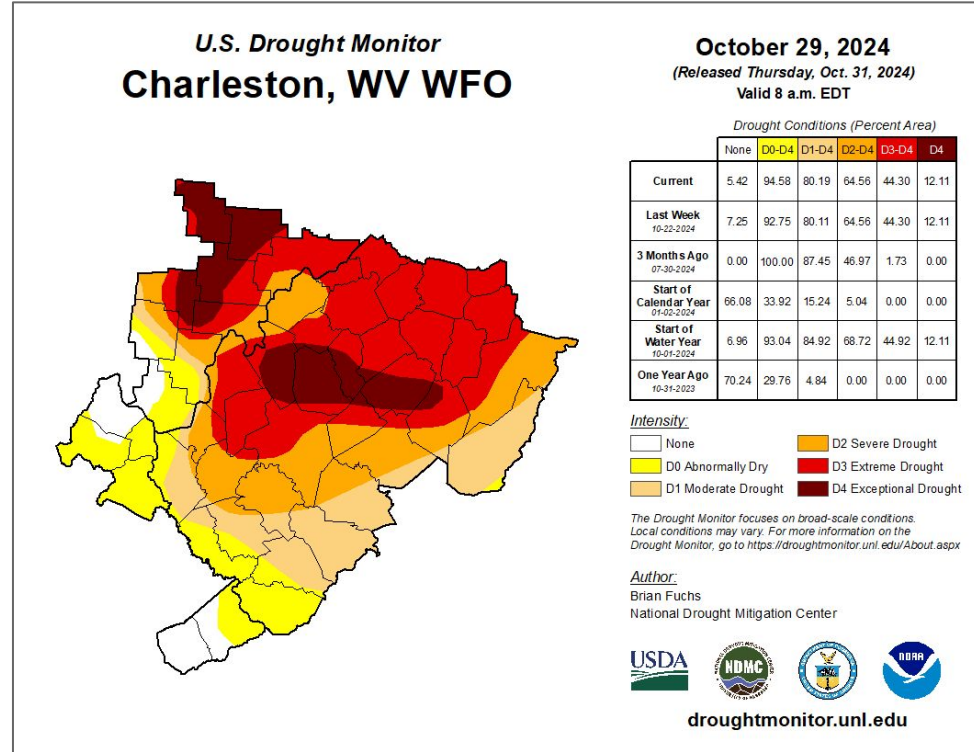 U.S. Drought Monitor
Charleston, WV WFO
October 29, 2024
(Released Thursday, Oct. 31, 2024)
Valid 8 a.m. EDT
Drought Conditions (Percent Area)
None D0-D4 D1-D4 D2-D4 D3-D4 D4
Current 5.42 94.58 80.19 64.56 44.30 12.11
Last Week
10-22-2024
7.25 92.75 80.11 64.56 44.30 12.11
3 Months Ago
07-30-2024
0.00 100.00 87.45 46.97 1.73 0.00
Start of
Calendar Year
01-02-2024
66.08 33.92 15.24 5.04 0.00 0.00
Start of
Water Year
10-01-2024
6.96 93.04 84.92 68.72 44.92 12.11
One Year Ago
10-31-2023
70.24 29.76 4.84 0.00 0.00 0.00
Intensity:
None
D0 Abnormally Dry
D1 Moderate Drought
D2 Severe Drought
D3 Extreme Drought
D4 Exceptional Drought
The Drought Monitor focuses on broad-scale conditions.
Local conditions may vary. For more information on the
Drought Monitor, go to https://droughtmonitor.unl.edu/About.aspx
Author:
Brian Fuchs
National Drought Mitigation Center
USDA
NDMC
NOAA
droughtmonitor.unl.edu